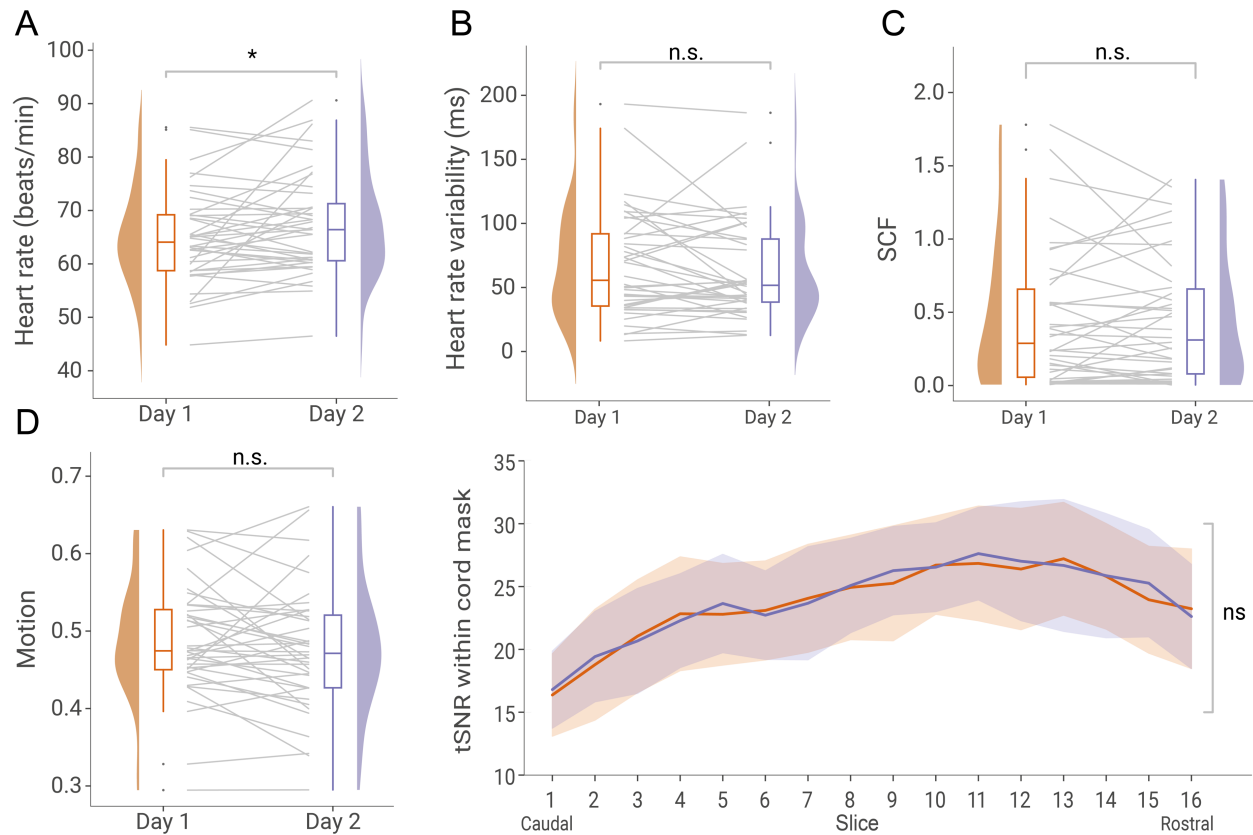 A
Heart rate (beats/min)
100
90
80
70
60
50
40
*
Day 1
Day 2
B
Heart rate variability (ms)
200
150
100
50
0
n.s.
Day 1
Day 2
C
SCF
2.0
1.5
1.0
0.5
0.0
n.s.
Day 1
Day 2
D
Motion
0.7
0.6
0.5
0.4
0.3
n.s.
Day 1
Day 2
tSNR within cord mask
35
30
25
20
15
10
ns
1 2 3 4 5 6 7 8 9 10 11 12 13 14 15 16
Caudal Slice Rostral